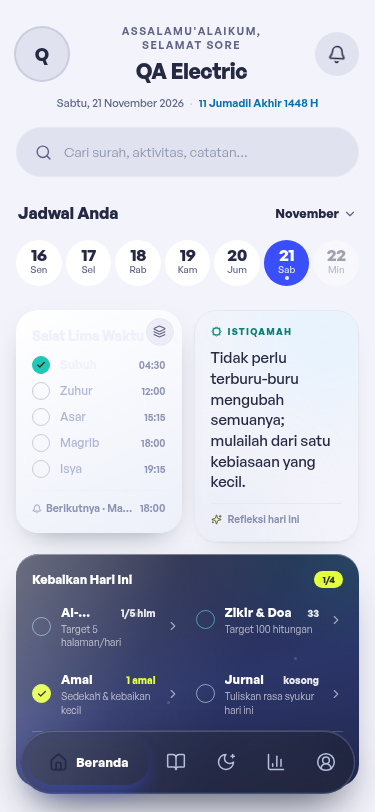 Q
ASSALAMU'ALAIKUM,
SELAMAT SORE
QA Electric
Sabtu, 21 November 2026 · 11 Jumadil Akhir 1448 H
Cari surah, aktivitas, catatan...
Jadwal Anda
November
16 17 18 19 20 21 22
Sen Sel Rab Kam Jum Sab Min
Salat Lima Waktu
Subuh 04:30
Zuhur 12:00
Asar 15:15
Magrib 18:00
Isya 19:15
Berikutnya · Ma... 18:00
ISTIQAMAH
Tidak perlu
terburu-buru
mengubah
semuanya;
mulailah dari satu
kebiasaan yang
kecil.
Refleksi hari ini
Kebaikan Hari Ini 1/4
Al-... 1/5 hlm
Target 5
halaman/hari
Zikir & Doa 33
Target 100 hitungan
Amal 1 amal
Sedekah & kebaikan
kecil
Jurnal kosong
Tuliskan rasa syukur
hari ini
Beranda